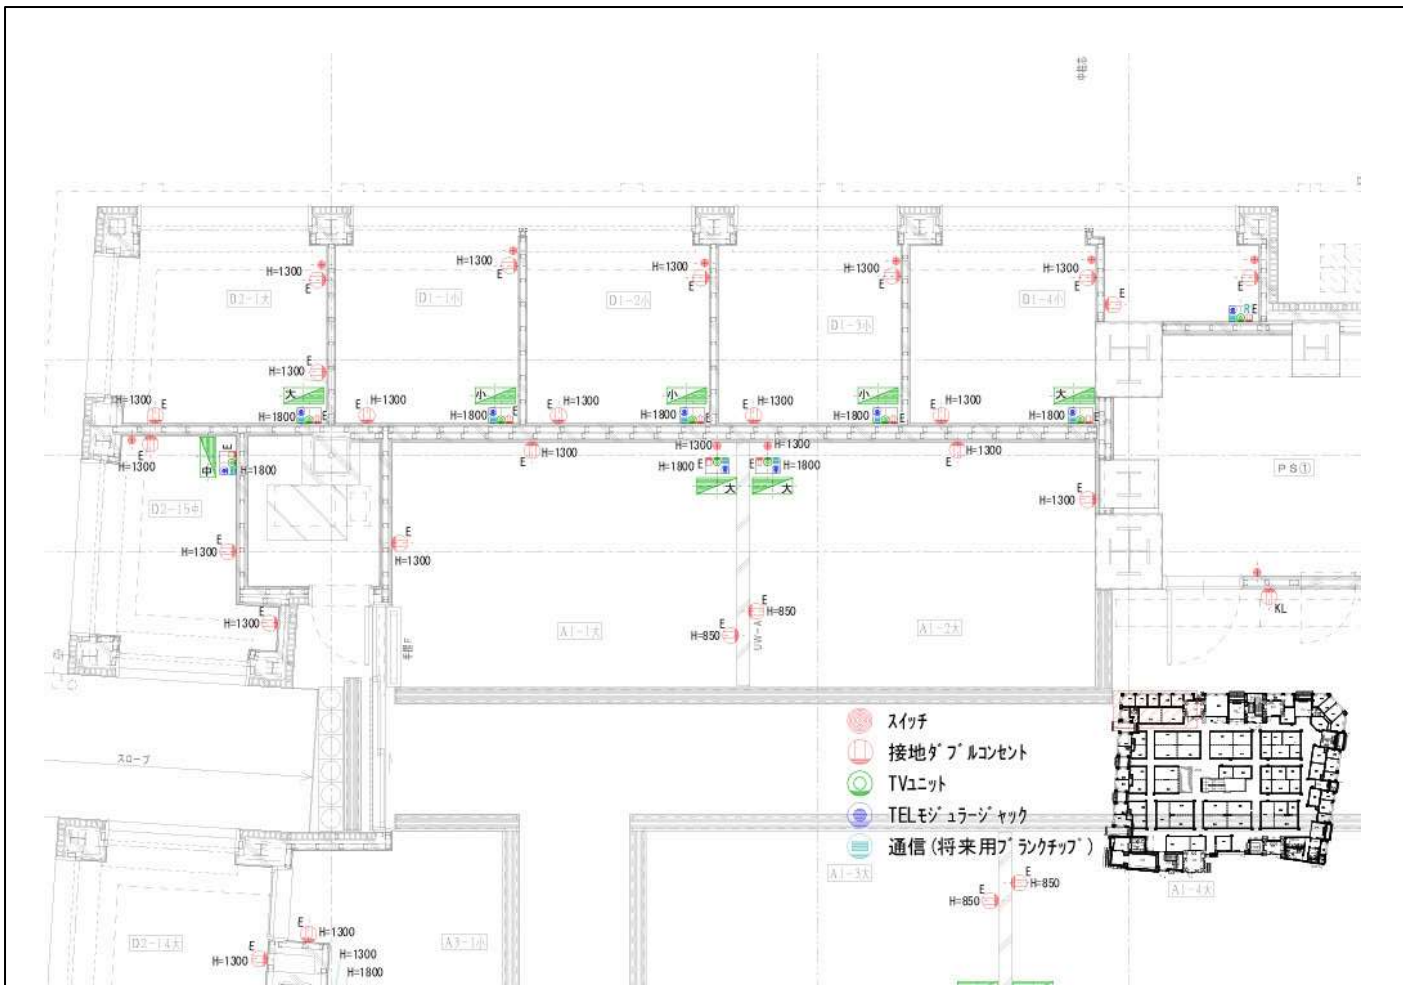 中柱芯
H=1300
E
D2-1大
H=1300
E
D1-1小
H=1300
E
D1-2小
H=1300
E
D1-3小
H=1300
E
D1-4小
E
E
R E
E
H=1300
大
小
小
小
大
H=1300
E
E
H=1300
H=1800
E
E
H=1300
H=1800
E
E
H=1300
H=1800
E
E
H=1300
H=1800
E
E
H=1300
H=1800
E
E
H=1300
中
E
H=1800
E
H=1300
H=1300
H=1300
E
H=1300
H=1800
E
E
H=1800
大
大
PS①
D2-15中
E
H=1300
E
H=1300
E
H=1300
E
H=1300
A1-1大
E
H=850
E
H=850
UW-A
A1-2大
KL
手摺F
スロープ
スイッチ
接地ダブルコンセント
TVユニット
TELモジュラージャック
通信(将来用ブランクチップ)
A1-3大
A1-4大
E
H=850
E
H=850
D2-14大
E
H=1300
E
H=1300
H=1300
H=1800
A3-1小